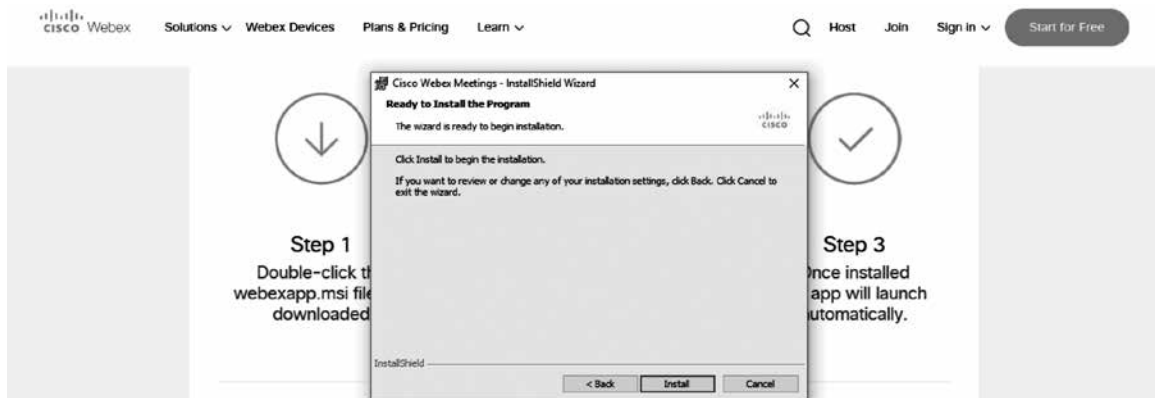 cisco Webex Solutions Webex Devices Plans & Pricing Learn Host Join Sign in Start for Free
Cisco Webex Meetings - InstallShield Wizard
Ready to Install the Program
The wizard is ready to begin installation.
cisco
Click Install to begin the installation.
If you want to review or change any of your installation settings, click Back. Click Cancel to
exit the wizard.
InstallShield
< Back Install Cancel
Step 1
Double-click
webexapp.msi
downloaded
Step 3
installed
app will launch